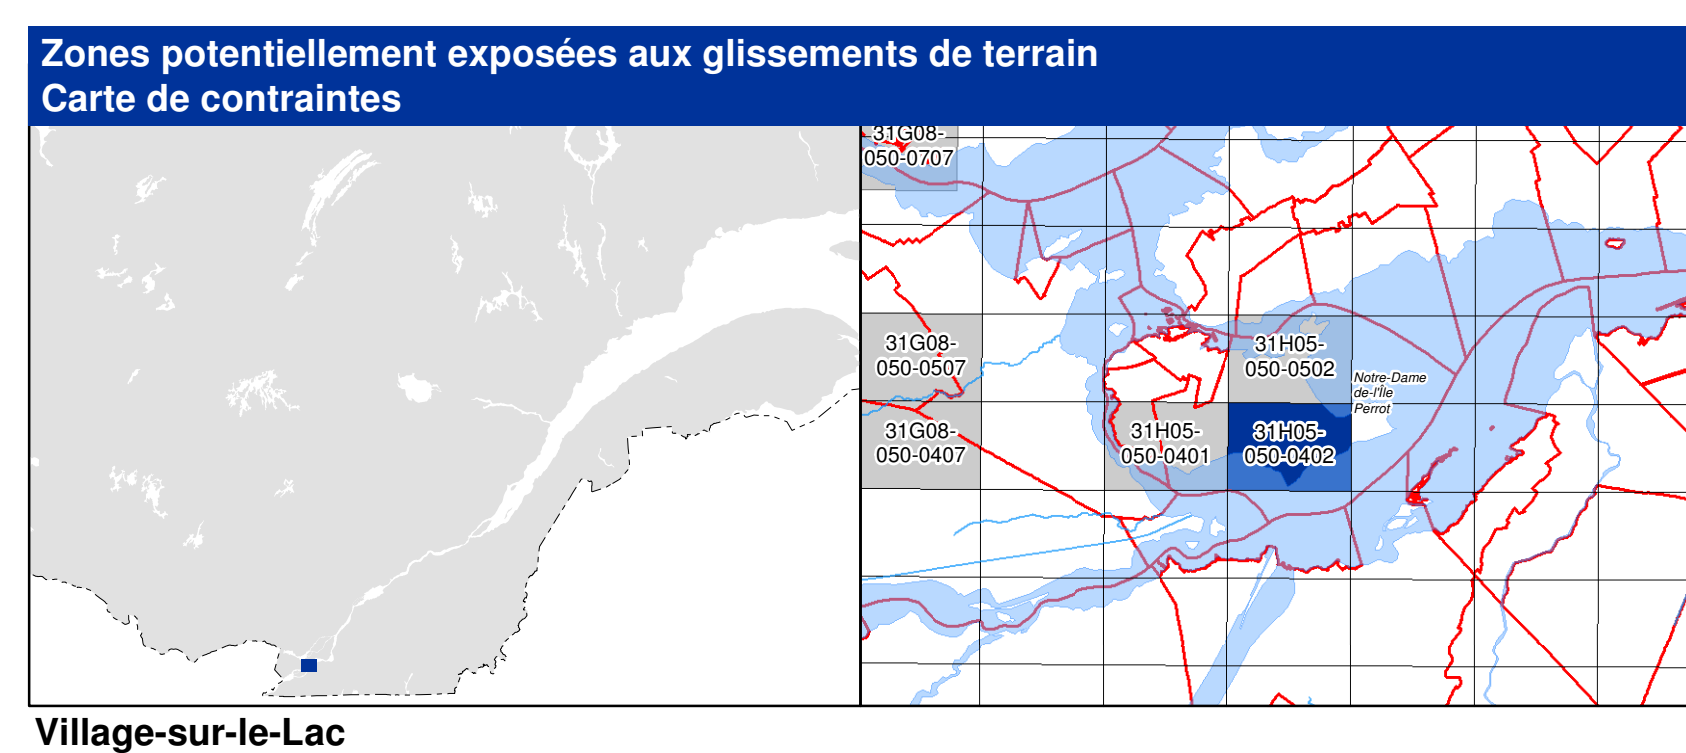 Zones potentiellement exposées aux glissements de terrain
Carte de contraintes
31G08-
050-0707
31G08-
050-0507
31H05-
050-0502
Notre-Dame
de-l'Île
Perrot
31G08-
050-0407
31H05-
050-0401
31H05-
050-0402
Village-sur-le-Lac